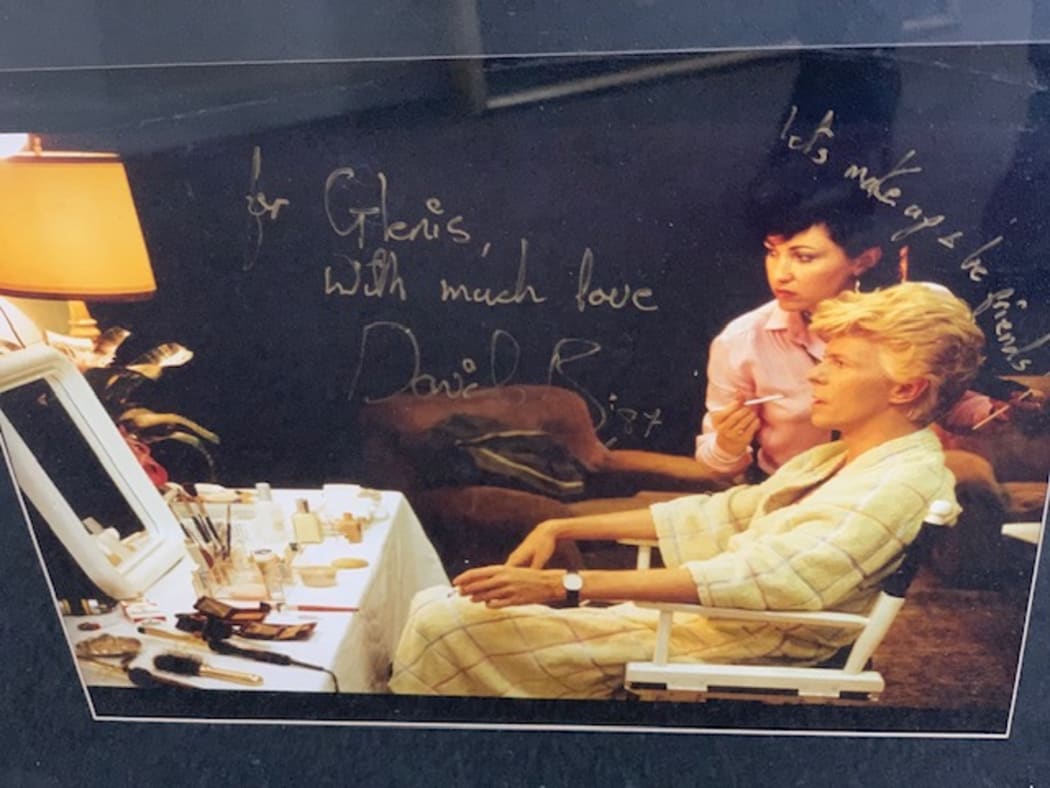 for Glenis,
with much love
David B '87
let's make up & be friends